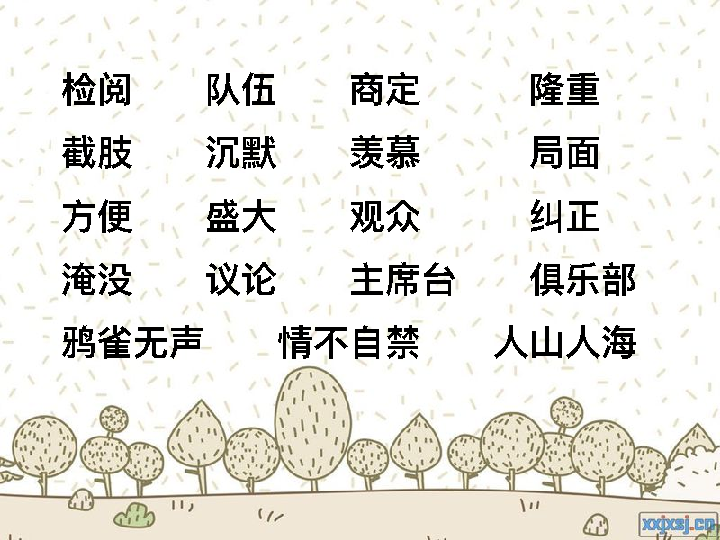 检阅 队伍 商定 隆重
截肢 沉默 羡慕 局面
方便 盛大 观众 纠正
淹没 议论 主席台 俱乐部
鸦雀无声 情不自禁 人山人海
xxjxsj.cn